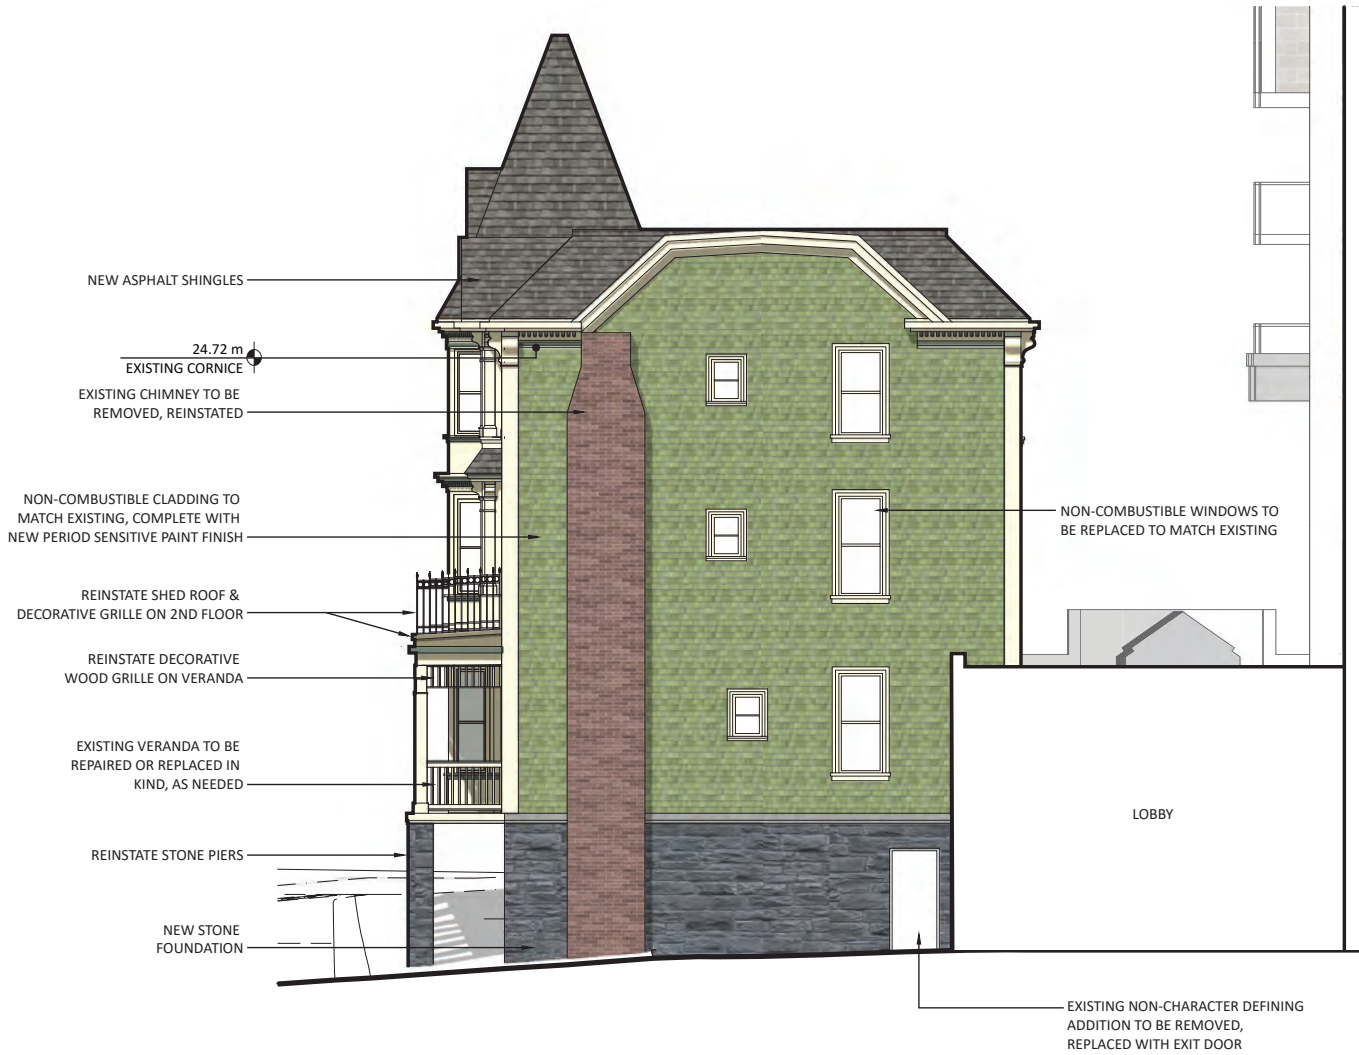 NEW ASPHALT SHINGLES
24.72 m
EXISTING CORNICE
EXISTING CHIMNEY TO BE
REMOVED, REINSTATED
NON-COMBUSTIBLE CLADDING TO
MATCH EXISTING, COMPLETE WITH
NEW PERIOD SENSITIVE PAINT FINISH
NON-COMBUSTIBLE WINDOWS TO
BE REPLACED TO MATCH EXISTING
REINSTATE SHED ROOF &
DECORATIVE GRILLE ON 2ND FLOOR
REINSTATE DECORATIVE
WOOD GRILLE ON VERANDA
EXISTING VERANDA TO BE
REPAIRED OR REPLACED IN
KIND, AS NEEDED
LOBBY
REINSTATE STONE PIERS
NEW STONE
FOUNDATION
EXISTING NON-CHARACTER DEFINING
ADDITION TO BE REMOVED,
REPLACED WITH EXIT DOOR